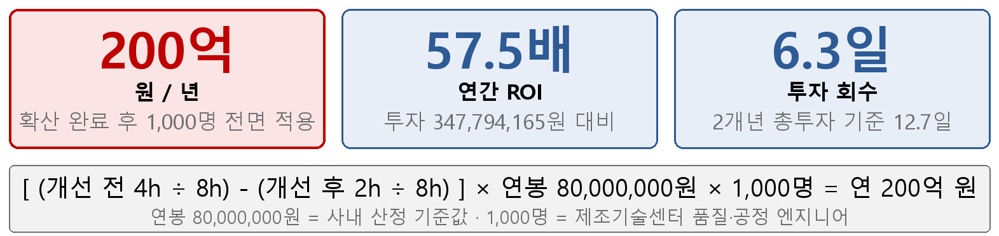 200억
원 / 년
확산 완료 후 1,000명 전면 적용
57.5배
연간 ROI
투자 347,794,165원 대비
6.3일
투자 회수
2개년 총투자 기준 12.7일
[ (개선 전 4h ÷ 8h) - (개선 후 2h ÷ 8h) ] × 연봉 80,000,000원 × 1,000명 = 연 200억 원
연봉 80,000,000원 = 사내 산정 기준값 · 1,000명 = 제조기술센터 품질·공정 엔지니어